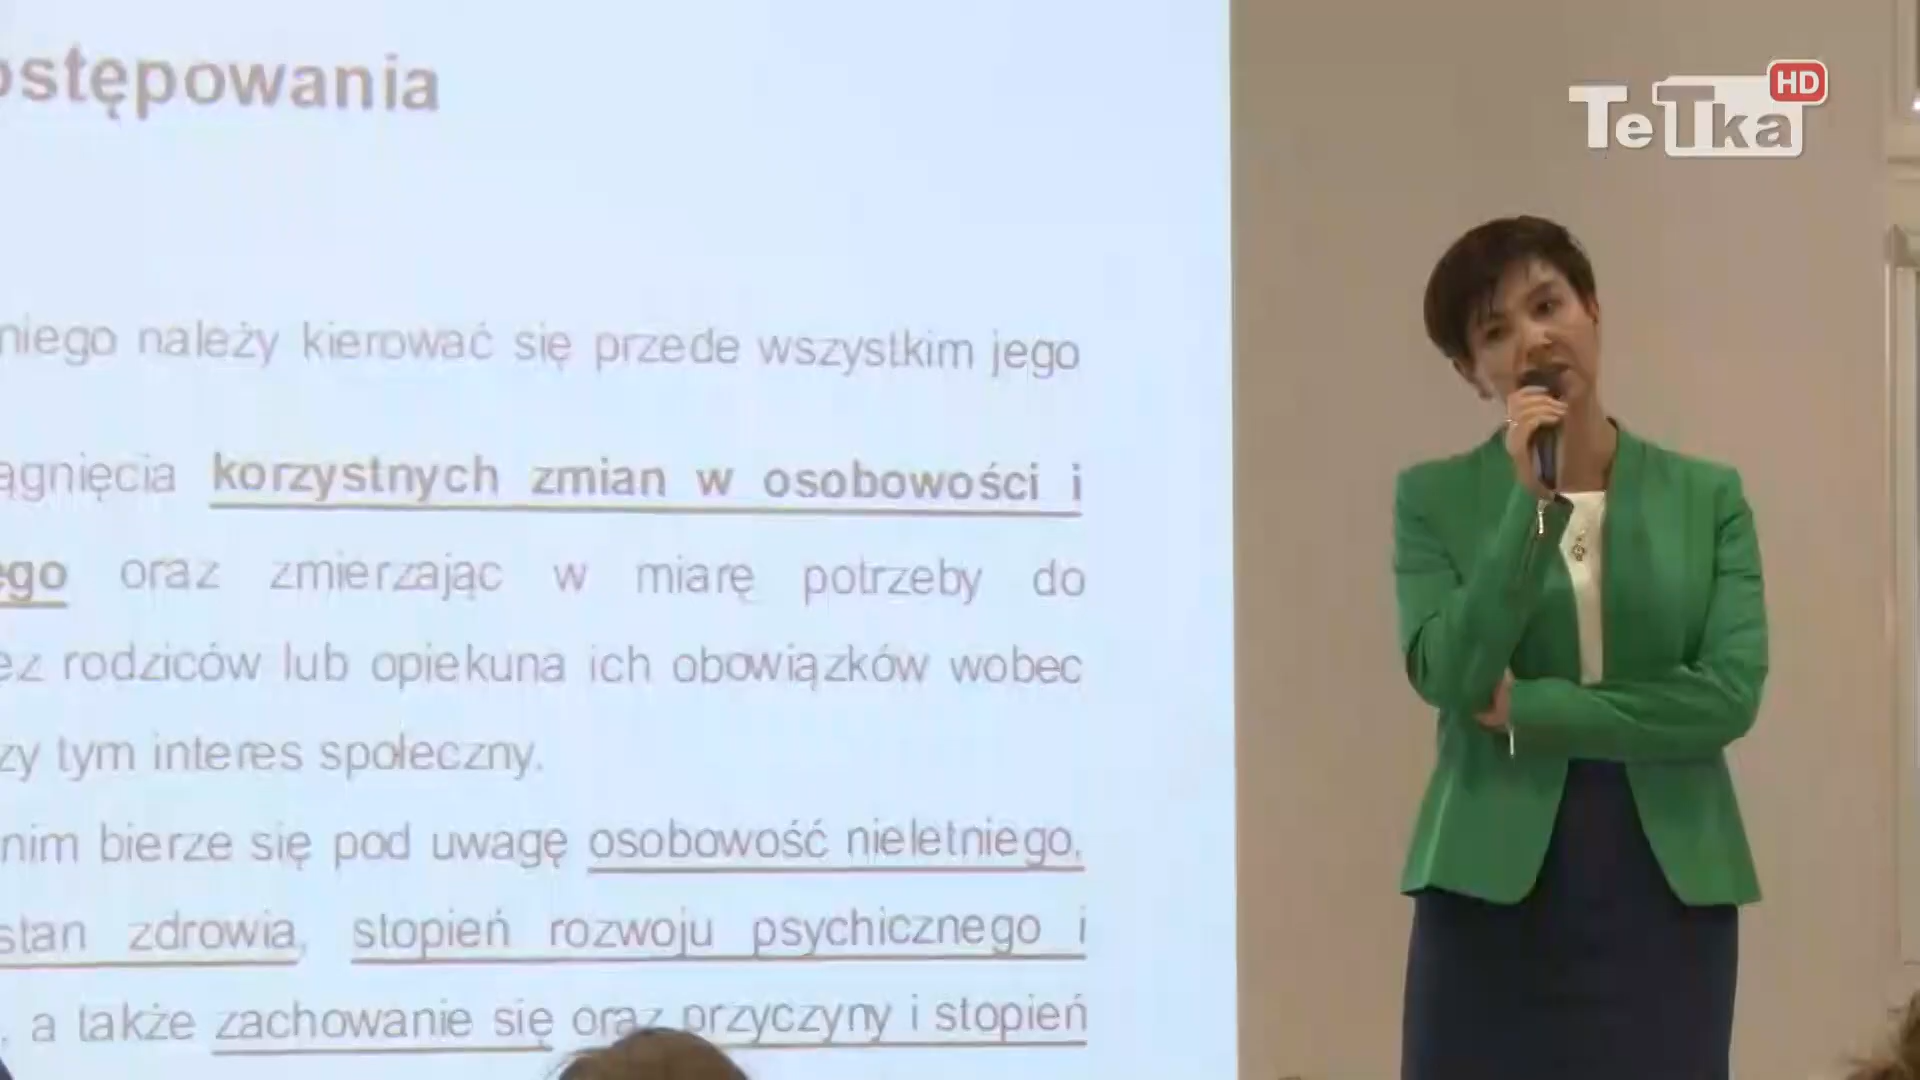 ostępowania
TeTka HD
niego należy kierować się przede wszystkim jego
ągnięcia korzystnych zmian w osobowości i
ego oraz zmierzając w miarę potrzeby do
ez rodziców lub opiekuna ich obowiązków wobec
zy tym interes społeczny.
nim bierze się pod uwagę osobowość nieletniego,
stan zdrowia, stopień rozwoju psychicznego i
, a także zachowanie się oraz przyczyny i stopień